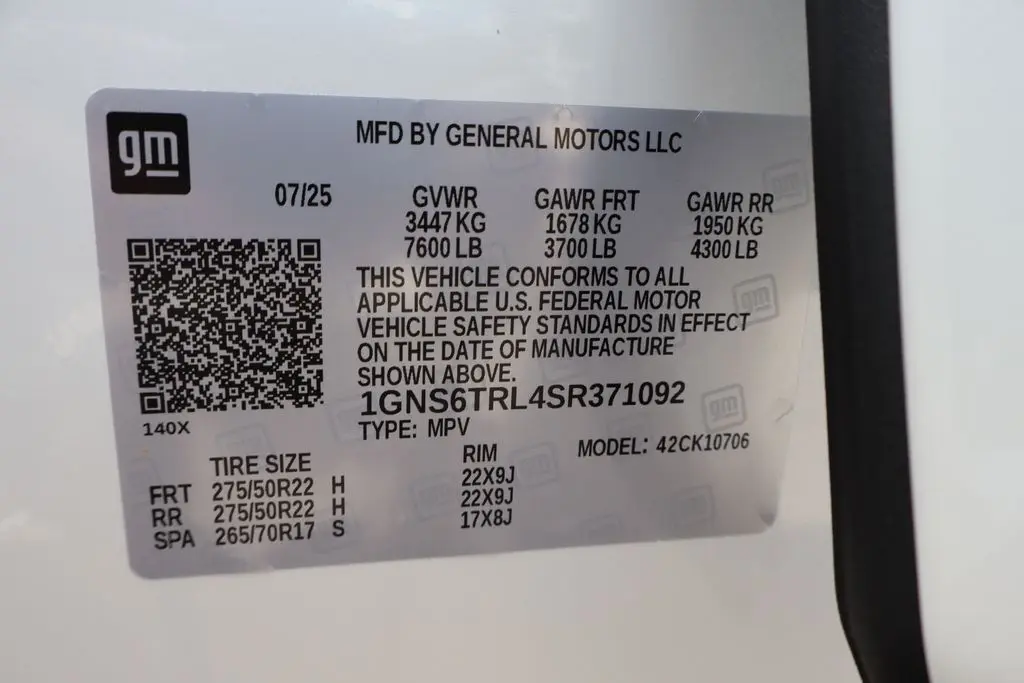 gm
MFD BY GENERAL MOTORS LLC
07/25
GVWR GAWR FRT GAWR RR
3447 KG 1678 KG 1950 KG
7600 LB 3700 LB 4300 LB
THIS VEHICLE CONFORMS TO ALL
APPLICABLE U.S. FEDERAL MOTOR
VEHICLE SAFETY STANDARDS IN EFFECT
ON THE DATE OF MANUFACTURE
SHOWN ABOVE.
1GNS6TRL4SR371092
140X
TYPE: MPV
MODEL: 42CK10706
TIRE SIZE RIM
FRT 275/50R22 H 22X9J
RR 275/50R22 H 22X9J
SPA 265/70R17 S 17X8J